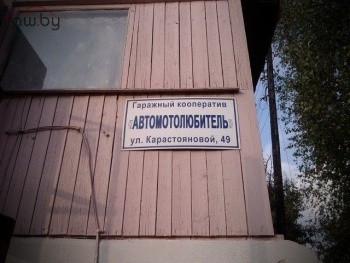 Гаражный кооператив
"АВТОМОТОЛЮБИТЕЛЬ"
ул. Карастояновой, 49